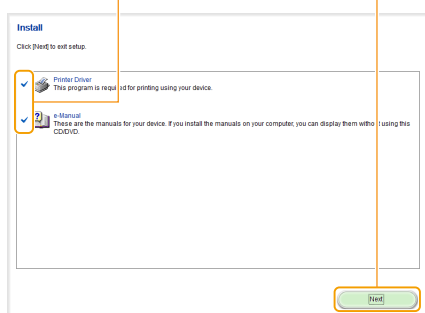 Install
Click [Next] to exit setup.
Printer Driver
This program is required for printing using your device.
e-Manual
These are the manuals for your device. If you install the manuals on your computer, you can display them without using this
CD/DVD.
Next